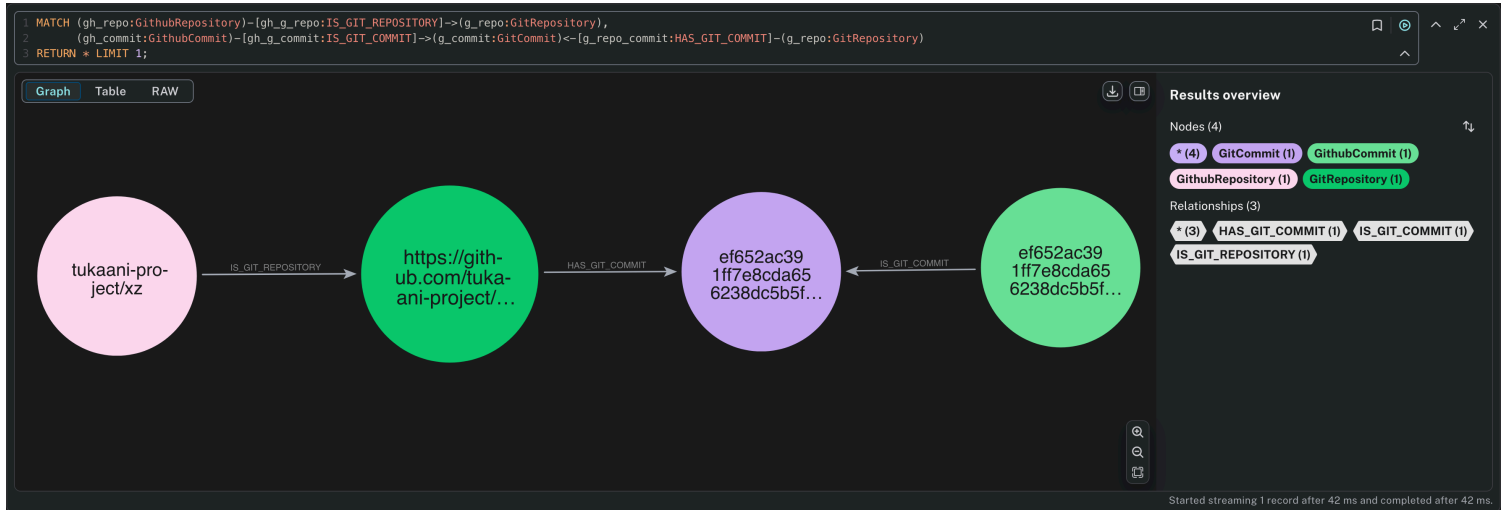 1 MATCH (gh_repo:GithubRepository)-[gh_g_repo:IS_GIT_REPOSITORY]->(g_repo:GitRepository),
2 (gh_commit:GithubCommit)-[gh_g_commit:IS_GIT_COMMIT]->(g_commit:GitCommit)<-[g_repo_commit:HAS_GIT_COMMIT]-(g_repo:GitRepository)
3 RETURN * LIMIT 1;
Graph Table RAW
tukaani-pro-
ject/xz
IS_GIT_REPOSITORY
https://gith-
ub.com/tuka-
ani-project/...
HAS_GIT_COMMIT
ef652ac39
1ff7e8cda65
6238dc5b5f...
IS_GIT_COMMIT
ef652ac39
1ff7e8cda65
6238dc5b5f...
Results overview
Nodes (4)
* (4) GitCommit (1) GithubCommit (1)
GithubRepository (1) GitRepository (1)
Relationships (3)
* (3) HAS_GIT_COMMIT (1) IS_GIT_COMMIT (1)
IS_GIT_REPOSITORY (1)
Started streaming 1 record after 42 ms and completed after 42 ms.